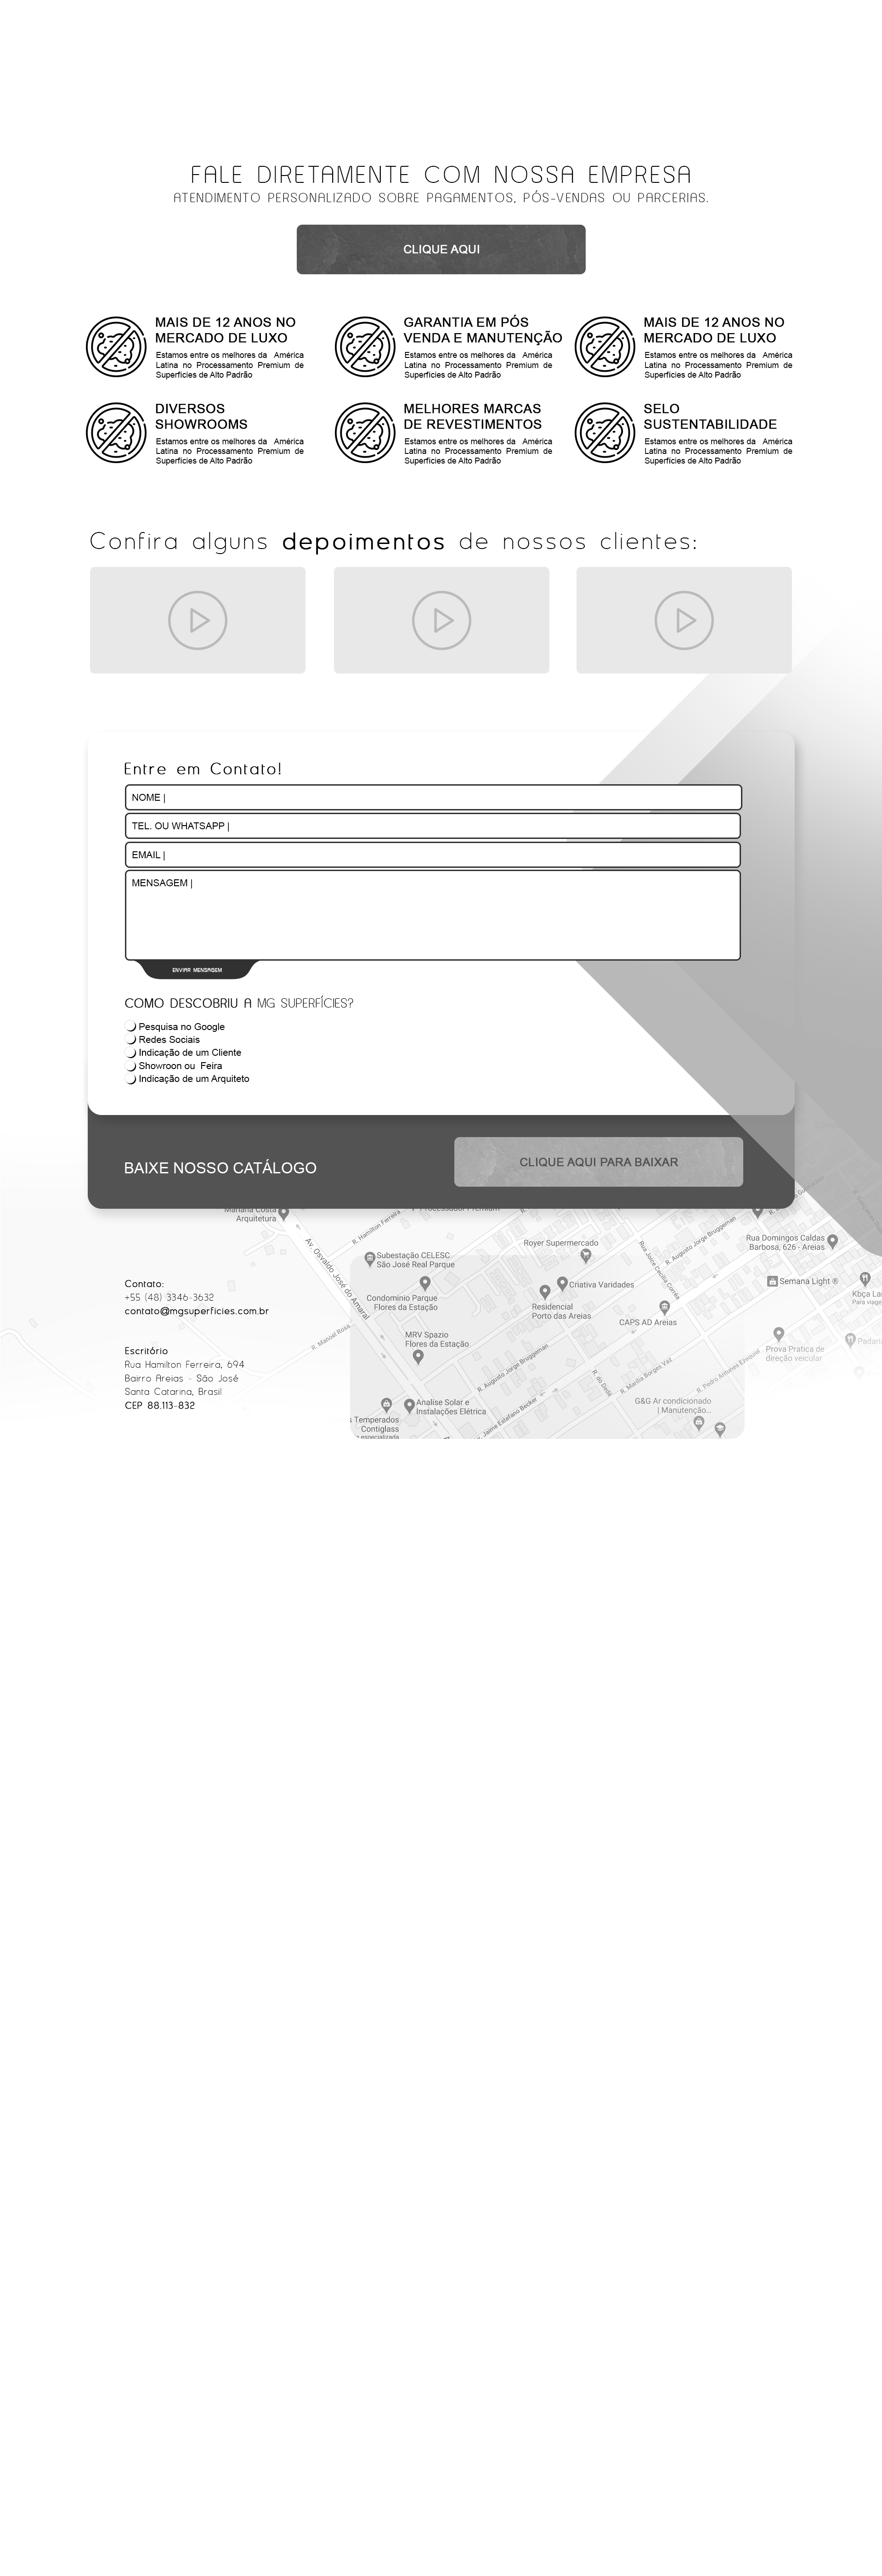 FALE DIRETAMENTE COM NOSSA EMPRESA
ATENDIMENTO PERSONALIZADO SOBRE PAGAMENTOS, PÓS-VENDAS OU PARCERIAS.
CLIQUE AQUI
MAIS DE 12 ANOS NO
MERCADO DE LUXO
Estamos entre os melhores da América
Latina no Processamento Premium de
Superfícies de Alto Padrão
GARANTIA EM PÓS
VENDA E MANUTENÇÃO
Estamos entre os melhores da América
Latina no Processamento Premium de
Superfícies de Alto Padrão
MAIS DE 12 ANOS NO
MERCADO DE LUXO
Estamos entre os melhores da América
Latina no Processamento Premium de
Superfícies de Alto Padrão
DIVERSOS
SHOWROOMS
Estamos entre os melhores da América
Latina no Processamento Premium de
Superfícies de Alto Padrão
MELHORES MARCAS
DE REVESTIMENTOS
Estamos entre os melhores da América
Latina no Processamento Premium de
Superfícies de Alto Padrão
SELO
SUSTENTABILIDADE
Estamos entre os melhores da América
Latina no Processamento Premium de
Superfícies de Alto Padrão
Confira alguns depoimentos de nossos clientes:
Entre em Contato!
NOME |
TEL. OU WHATSAPP |
EMAIL |
MENSAGEM |
ENVIAR MENSAGEM
COMO DESCOBRIU A MG SUPERFÍCIES?
Pesquisa no Google
Redes Sociais
Indicação de um Cliente
Showroon ou Feira
Indicação de um Arquiteto
BAIXE NOSSO CATÁLOGO
CLIQUE AQUI PARA BAIXAR
Mariana Costa
Arquitetura
Av. Osvaldo José do Amaral
R. Hamilton Ferreira
R. Manoel Rosa
Subestação CELESC
São José Real Parque
Royer Supermercado
Rua Joice Cecília Corrêa
R. Augusto Jorge Bruggeman
Rua Domingos Caldas
Barbosa, 626 - Areias
Condominio Parque
Flores da Estação
Criativa Varidades
Residencial
Porto das Areias
CAPS AD Areias
Semana Light ®
Kbça La
Para viage
MRV Spazio
Flores da Estação
R. Augusto Jorge Bruggeman
R. Marília Borges Váz
R. Pedro Antunes Ezequiel
Prova Pratica de
direção veicular
Padaria
Analise Solar e
Instalações Elétrica
Jaime Estefano Becker
G&G Ar condicionado
| Manutenção...
s Temperados
Contiglass
Contato:
+55 (48) 3346-3632
contato@mgsuperficies.com.br
Escritório
Rua Hamilton Ferreira, 694
Bairro Areias - São José
Santa Catarina, Brasil
CEP 88.113-832